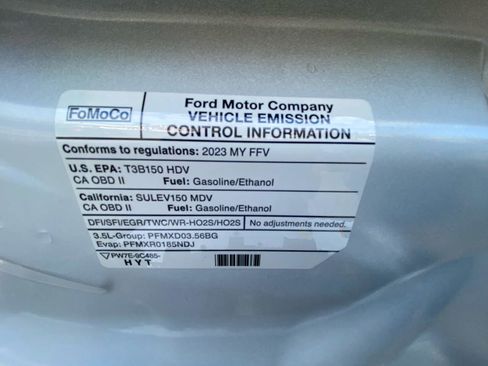 FoMoCo
Ford Motor Company
VEHICLE EMISSION
CONTROL INFORMATION
Conforms to regulations: 2023 MY FFV
U.S. EPA: T3B150 HDV
CA OBD II Fuel: Gasoline/Ethanol
California: SULEV150 MDV
CA OBD II Fuel: Gasoline/Ethanol
DFI/SFI/EGR/TWC/WR-HO2S/HO2S No adjustments needed.
3.5L-Group: PFMXD03.56BG
Evap: PFMXR0185NDJ
PW7E-9C485-
HYT